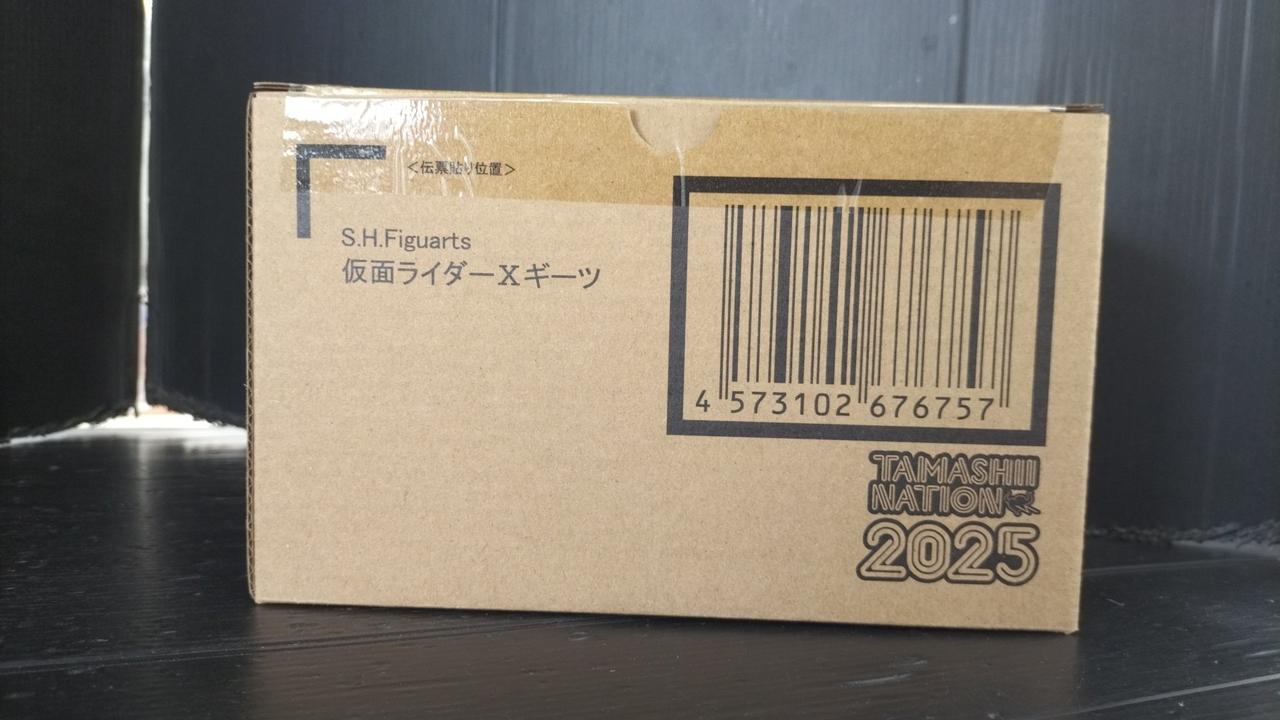 ＜伝票貼り位置＞
S.H.Figuarts
仮面ライダーXギーツ
4 573102 676757
TAMASHII
NATION
2025